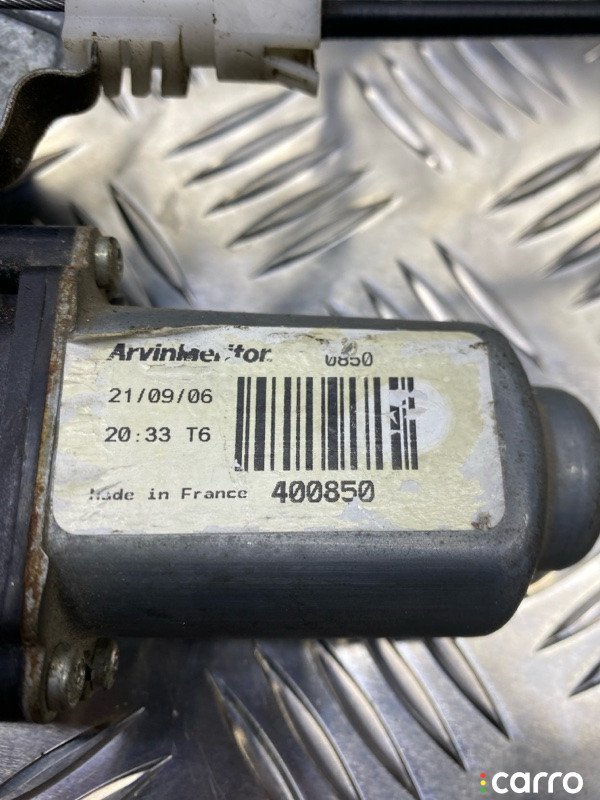 ArvinMeritor 0850
21/09/06
20:33 T6
Made in France 400850
carro